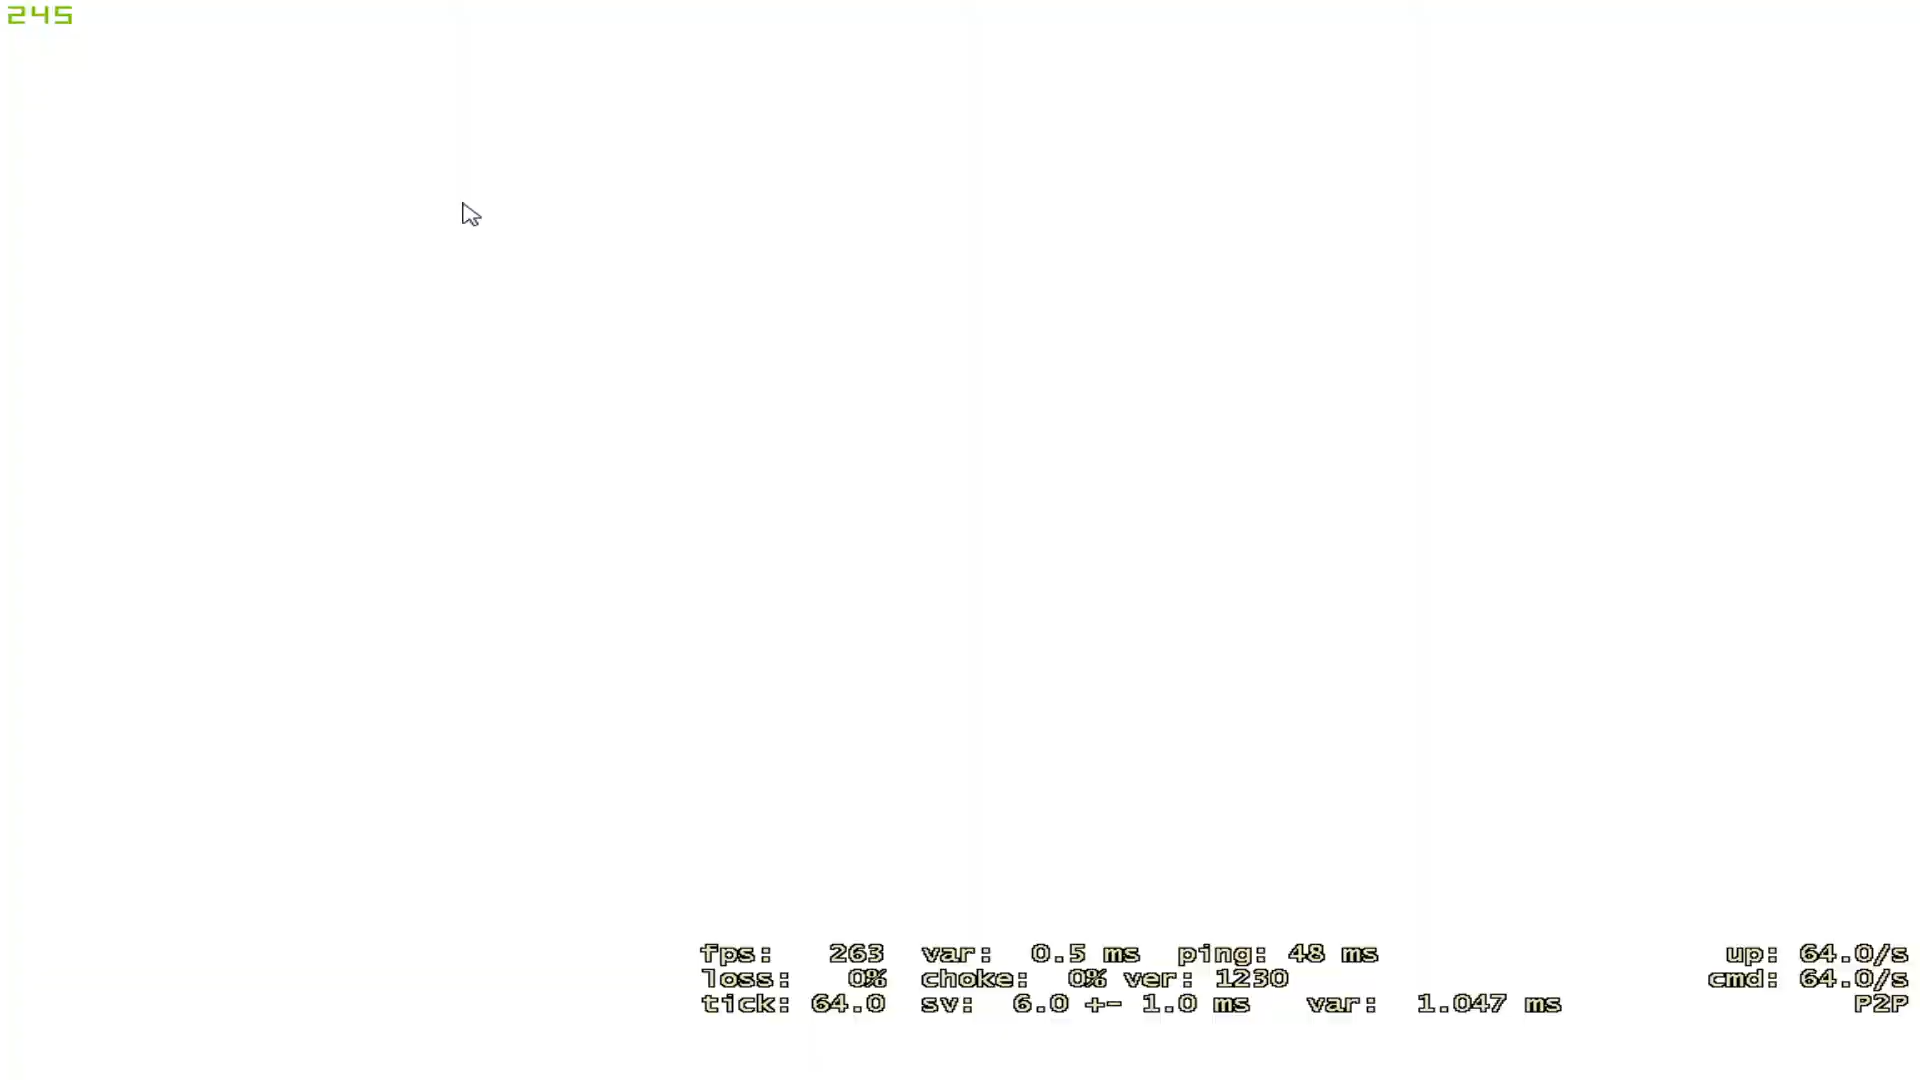 245
fps: 263 var: 0.5 ms ping: 48 ms up: 64.0/s
loss: 0% choke: 0% ver: 1230 cmd: 64.0/s
tick: 64.0 sv: 6.0 +- 1.0 ms var: 1.047 ms P2P